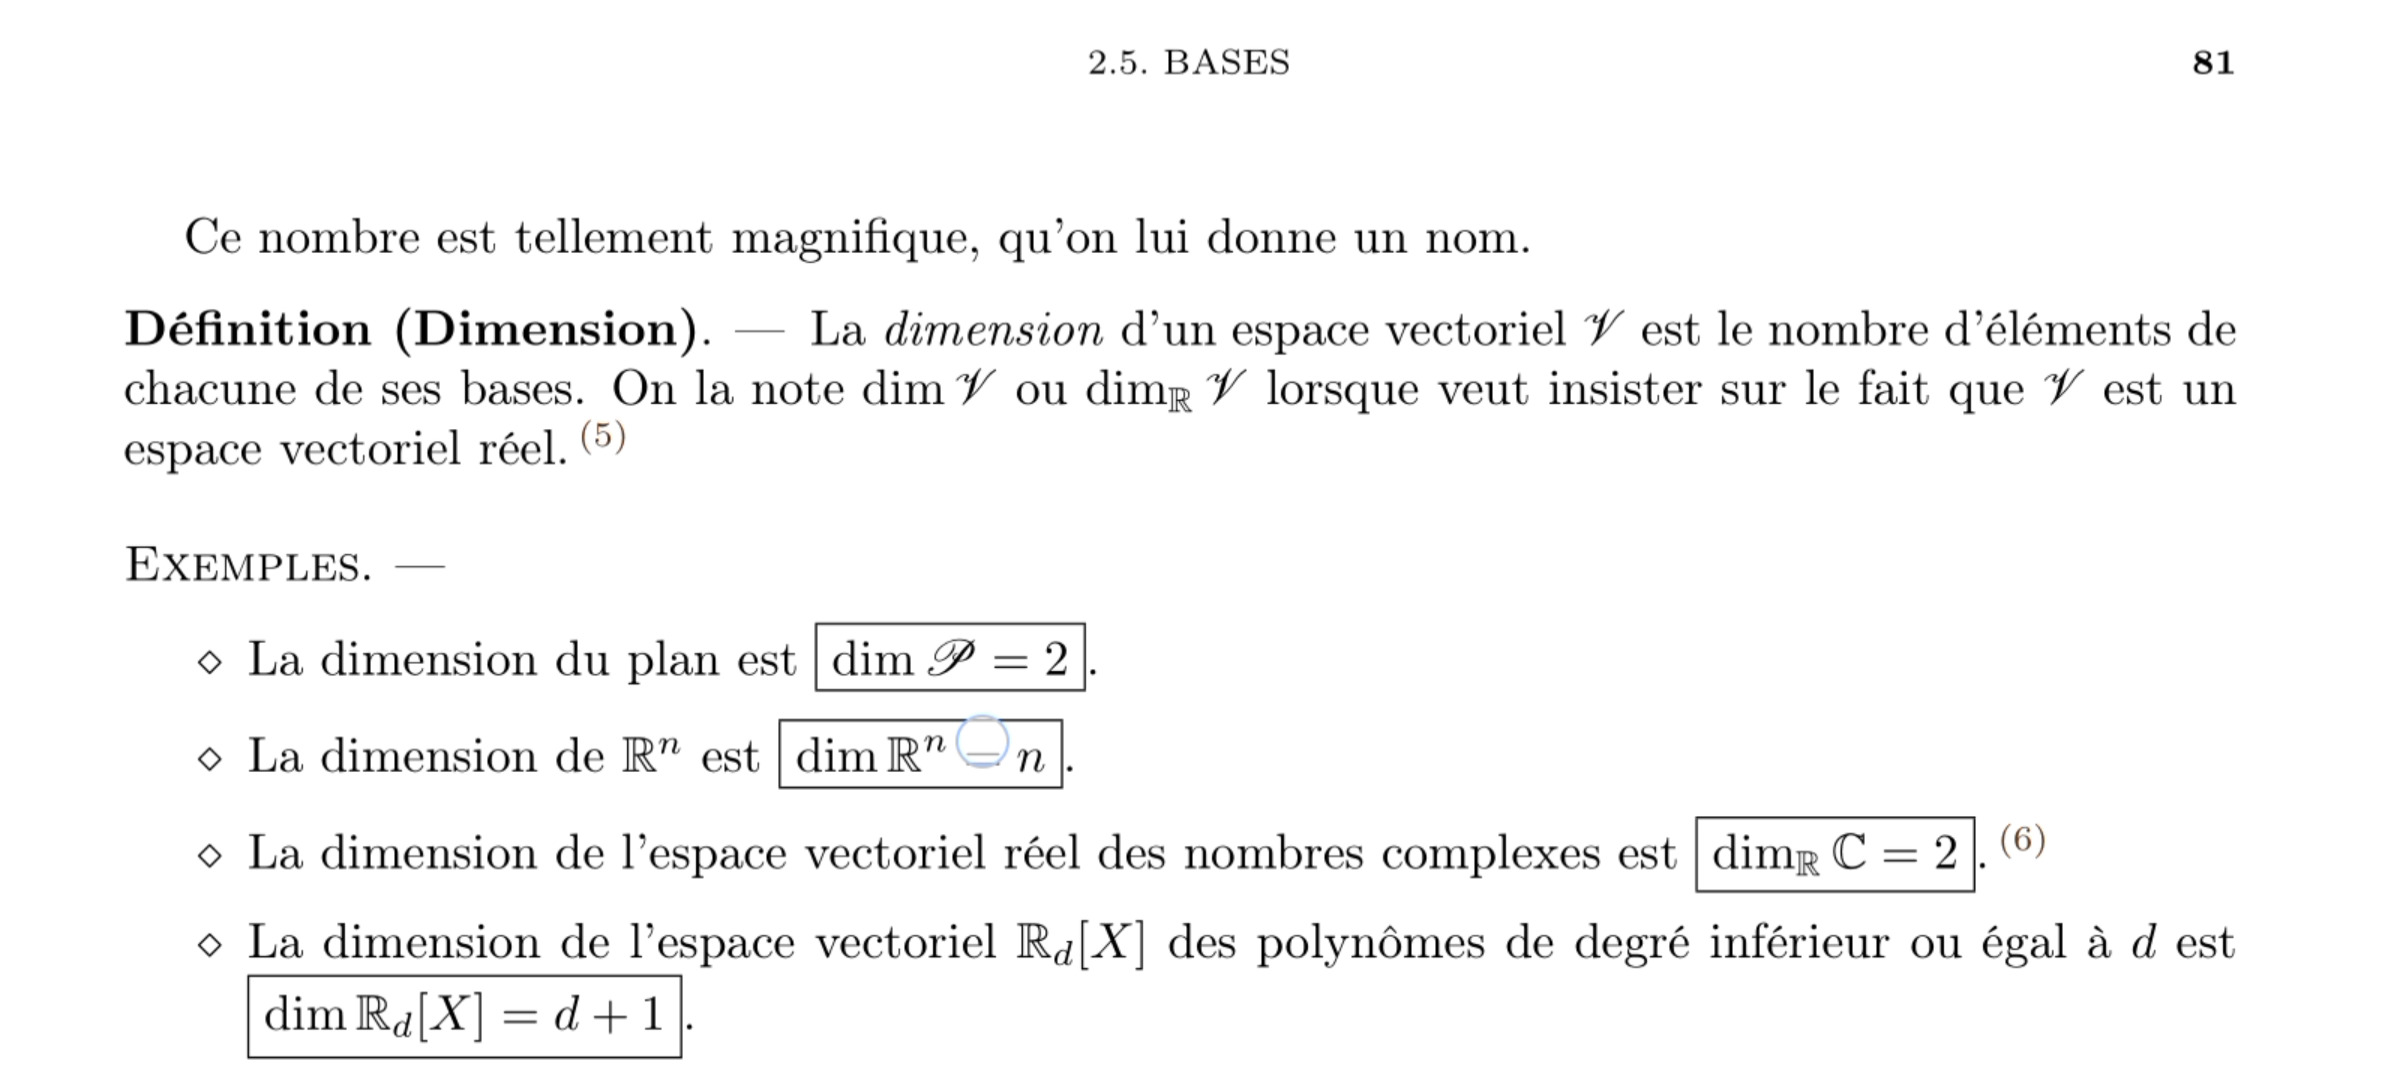 2.5. BASES 81
Ce nombre est tellement magnifique, qu'on lui donne un nom.
Définition (Dimension). — La dimension d'un espace vectoriel 𝒱 est le nombre d'éléments de
chacune de ses bases. On la note dim 𝒱 ou dim_ℝ 𝒱 lorsque veut insister sur le fait que 𝒱 est un
espace vectoriel réel. (5)
EXEMPLES. —
⋄ La dimension du plan est dim 𝒫 = 2.
⋄ La dimension de ℝⁿ est dim ℝⁿ = n.
⋄ La dimension de l'espace vectoriel réel des nombres complexes est dim_ℝ ℂ = 2. (6)
⋄ La dimension de l'espace vectoriel ℝ_d[X] des polynômes de degré inférieur ou égal à d est
dim ℝ_d[X] = d + 1.